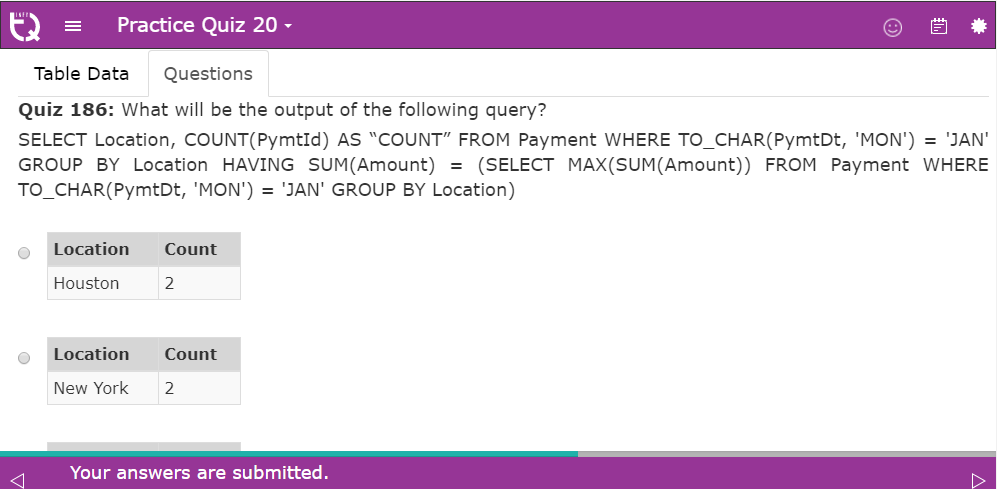 Practice Quiz 20
Table Data Questions
Quiz 186: What will be the output of the following query?
SELECT Location, COUNT(PymtId) AS “COUNT” FROM Payment WHERE TO_CHAR(PymtDt, 'MON') = 'JAN'
GROUP BY Location HAVING SUM(Amount) = (SELECT MAX(SUM(Amount)) FROM Payment WHERE
TO_CHAR(PymtDt, 'MON') = 'JAN' GROUP BY Location)
Location Count
Houston 2
Location Count
New York 2
Your answers are submitted.